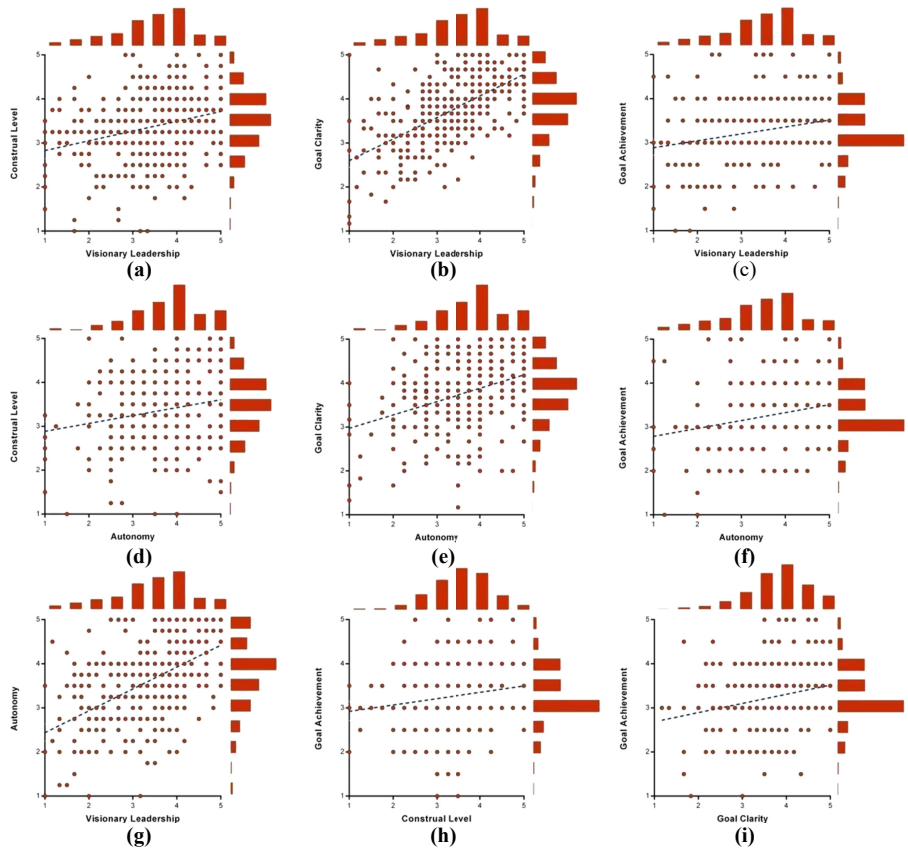 5
4
3
2
1
Construal Level
1 2 3 4 5
Visionary Leadership
(a)
5
4
3
2
1
Goal Clarity
1 2 3 4 5
Visionary Leadership
(b)
5
4
3
2
1
Goal Achievement
1 2 3 4 5
Visionary Leadership
(c)
5
4
3
2
1
Construal Level
1 2 3 4 5
Autonomy
(d)
5
4
3
2
1
Goal Clarity
1 2 3 4 5
Autonomy
(e)
5
4
3
2
1
Goal Achievement
1 2 3 4 5
Autonomy
(f)
5
4
3
2
1
Autonomy
1 2 3 4 5
Visionary Leadership
(g)
5
4
3
2
1
Goal Achievement
1 2 3 4 5
Construal Level
(h)
5
4
3
2
1
Goal Achievement
1 2 3 4 5
Goal Clarity
(i)